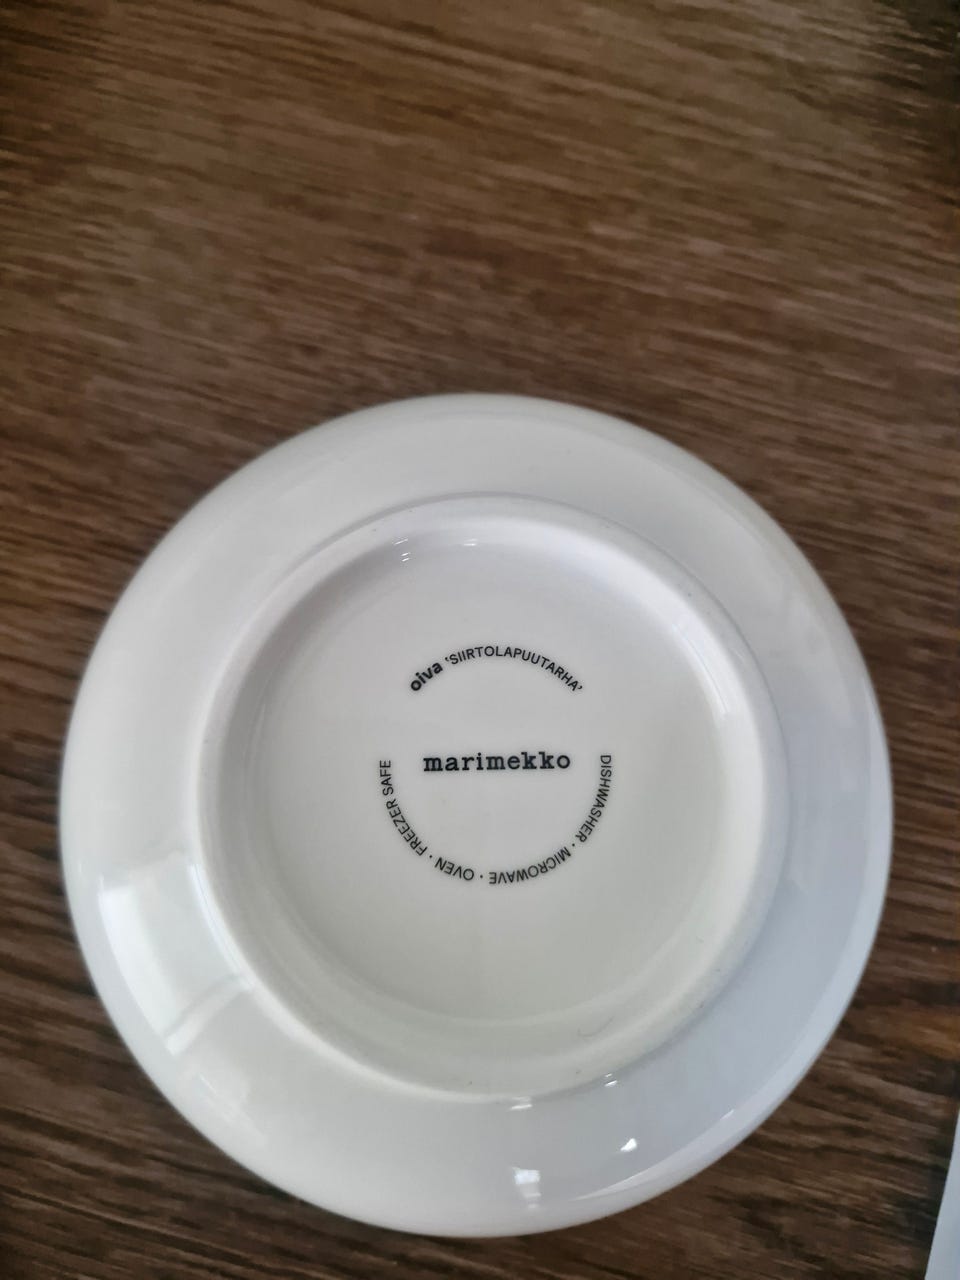 oiva 'SIIRTOLAPUUTARHA'
marimekko
DISHWASHER · MICROWAVE · OVEN · FREEZER SAFE